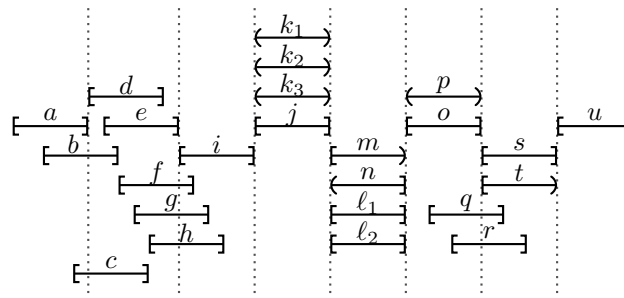 k₁
k₂
d k₃ p
a e j o u
b i m s
f n t
g ℓ₁ q
h ℓ₂ r
c